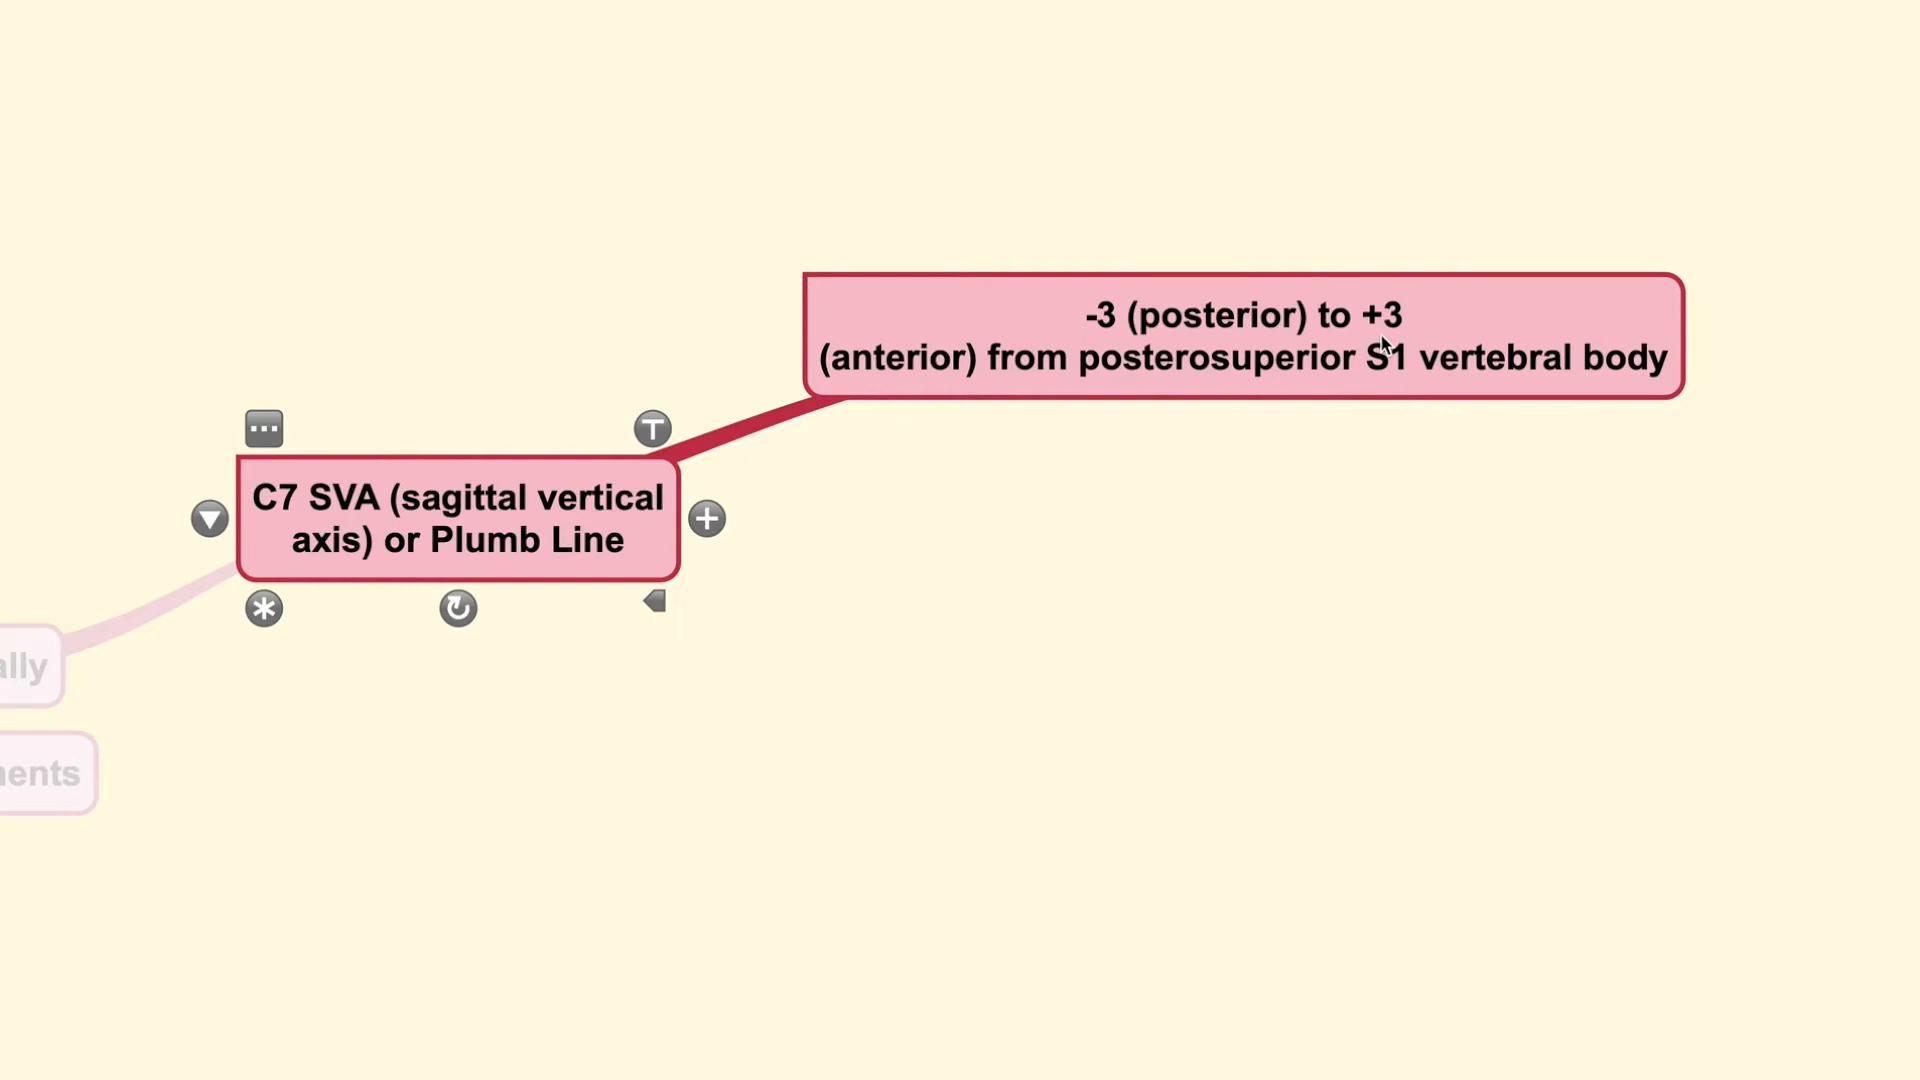 -3 (posterior) to +3
(anterior) from posterosuperior S1 vertebral body
C7 SVA (sagittal vertical
axis) or Plumb Line